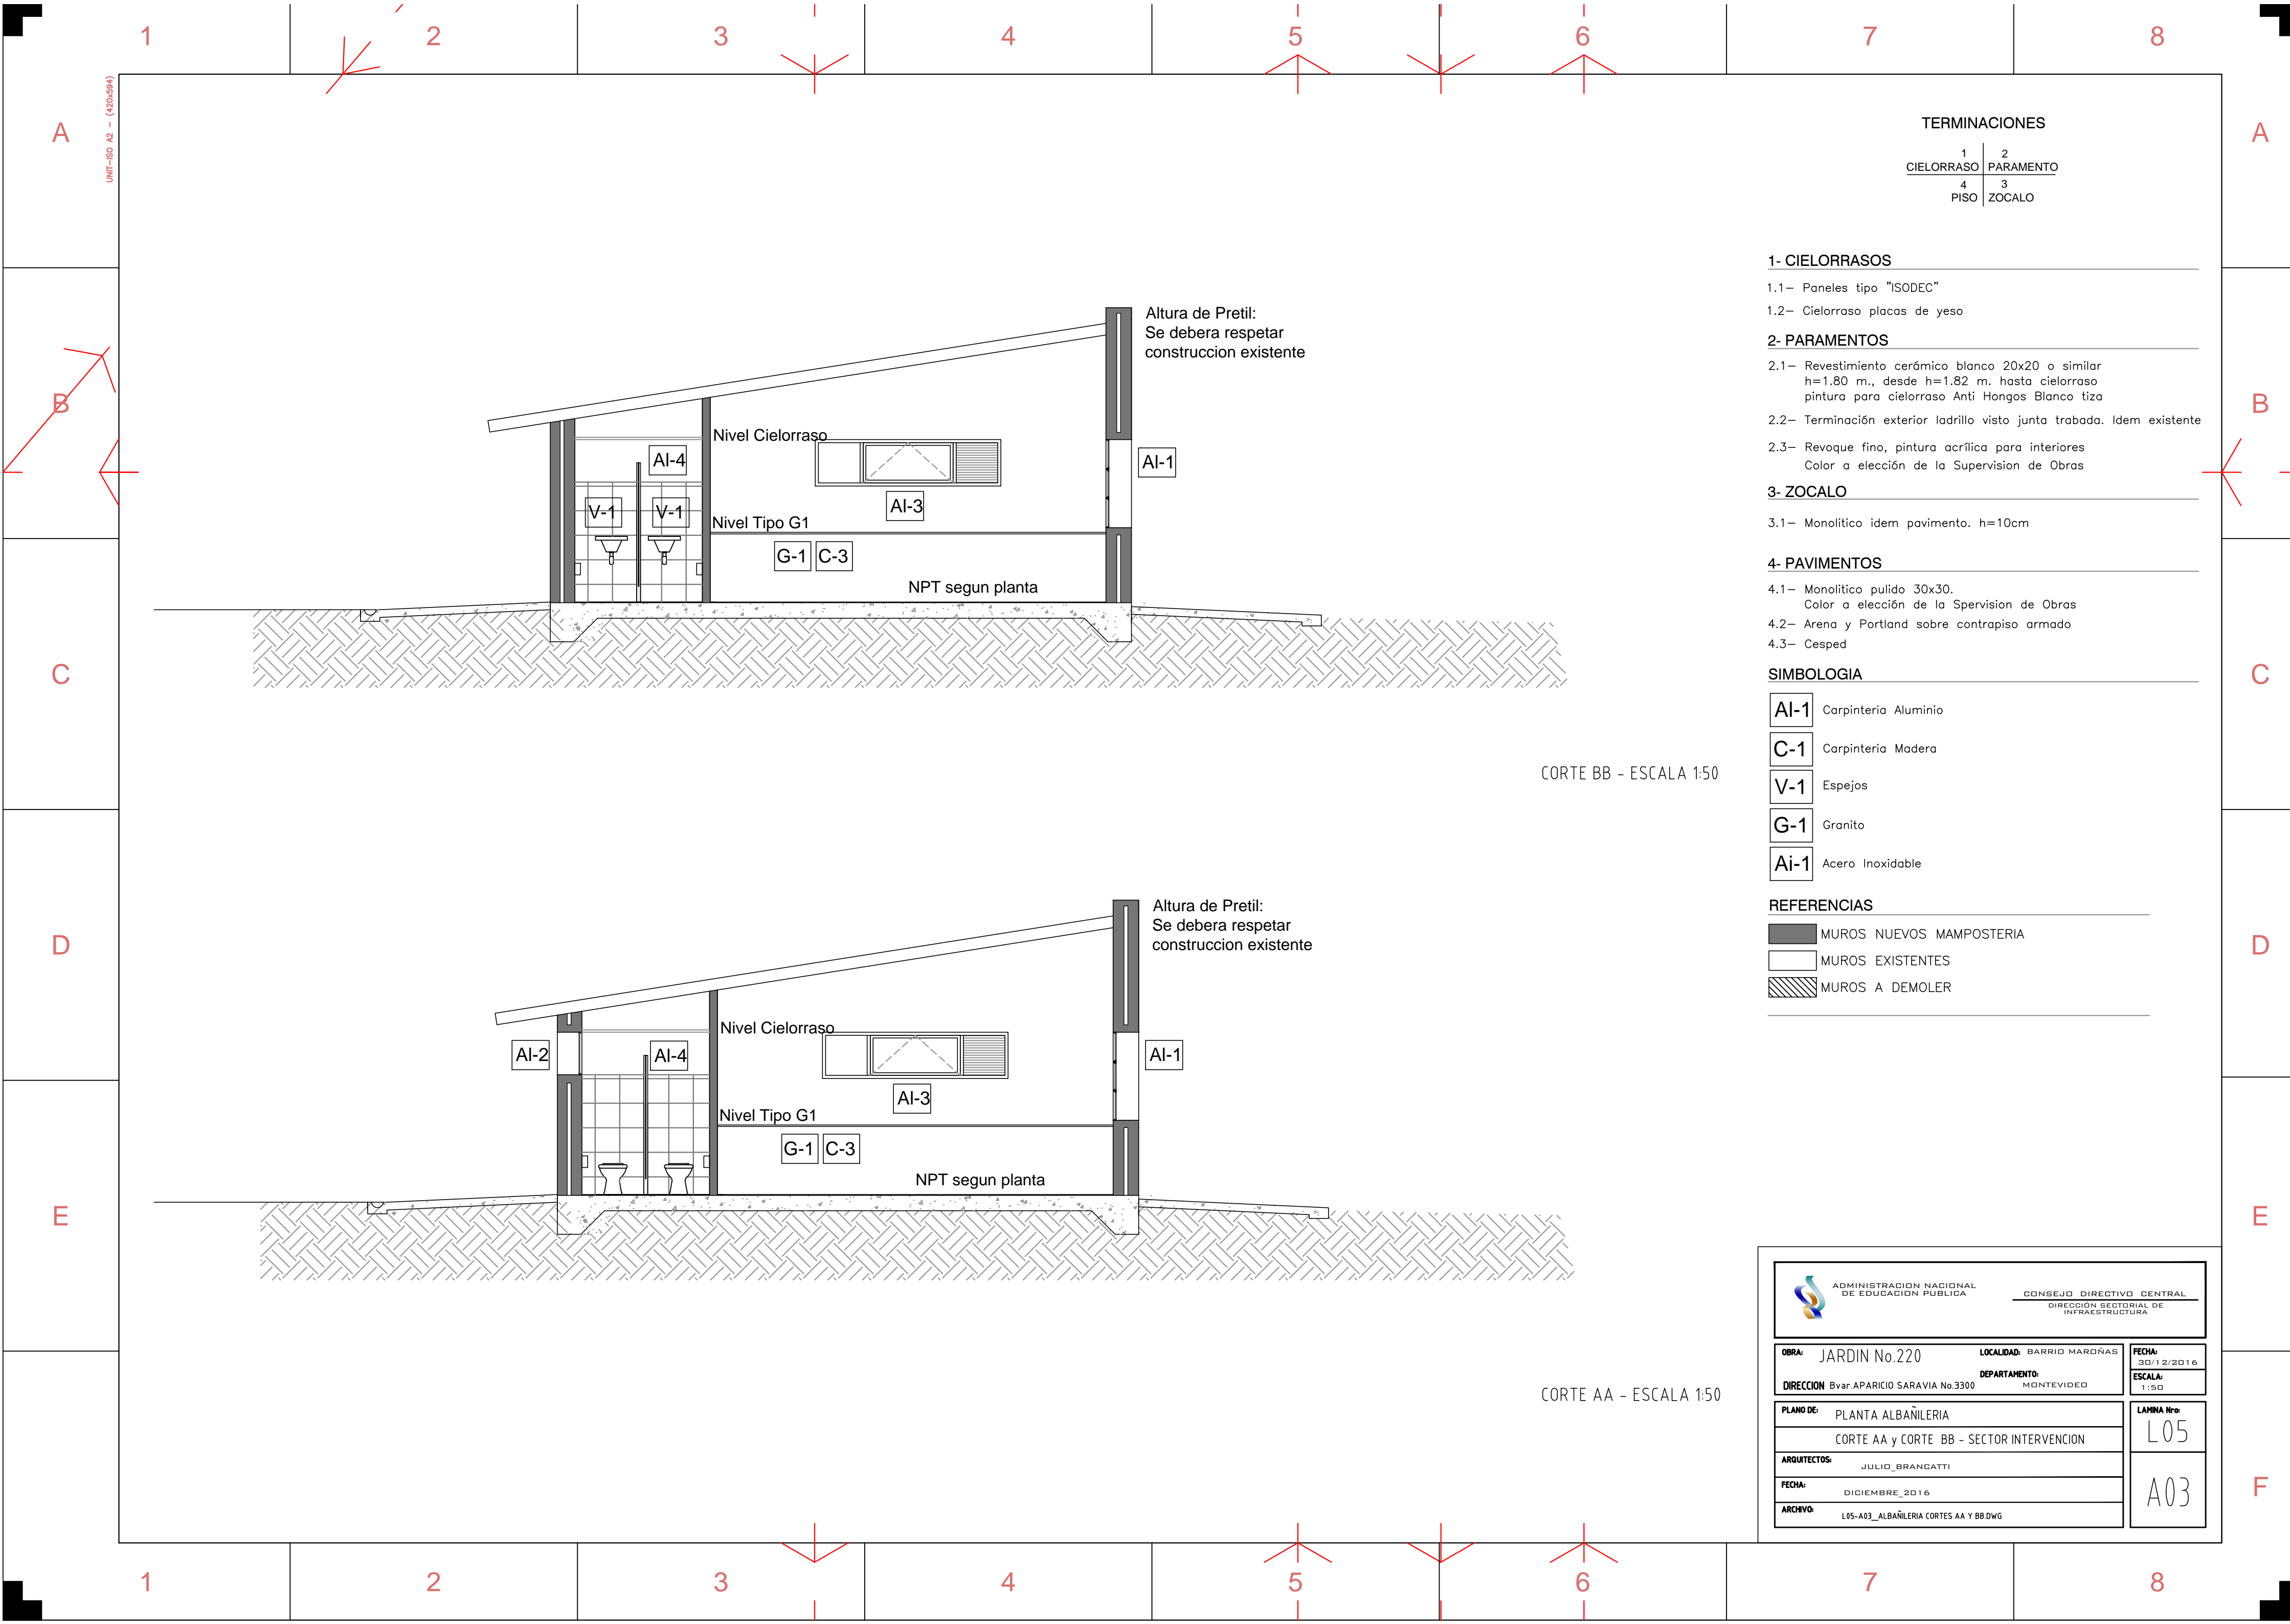 1 2 3 4 5 6 7 8
UNIT-ISO A2 - (420x594)
A
B
C
D
E
A
B
C
D
E
F
TERMINACIONES
1 2
CIELORRASO PARAMENTO
4 3
PISO ZOCALO
1- CIELORRASOS
1.1- Paneles tipo "ISODEC"
1.2- Cielorraso placas de yeso
2- PARAMENTOS
2.1- Revestimiento cerámico blanco 20x20 o similar
h=1.80 m., desde h=1.82 m. hasta cielorraso
pintura para cielorraso Anti Hongos Blanco tiza
2.2- Terminación exterior ladrillo visto junta trabada. Idem existente
2.3- Revoque fino, pintura acrílica para interiores
Color a elección de la Supervision de Obras
3- ZOCALO
3.1- Monolitico idem pavimento. h=10cm
4- PAVIMENTOS
4.1- Monolitico pulido 30x30.
Color a elección de la Spervision de Obras
4.2- Arena y Portland sobre contrapiso armado
4.3- Cesped
SIMBOLOGIA
Al-1 Carpinteria Aluminio
C-1 Carpinteria Madera
V-1 Espejos
G-1 Granito
Ai-1 Acero Inoxidable
REFERENCIAS
MUROS NUEVOS MAMPOSTERIA
MUROS EXISTENTES
MUROS A DEMOLER
Altura de Pretil:
Se debera respetar
construccion existente
Nivel Cielorraso
Al-4
Al-1
Al-3
V-1 V-1
Nivel Tipo G1
G-1 C-3
NPT segun planta
CORTE BB - ESCALA 1:50
Altura de Pretil:
Se debera respetar
construccion existente
Nivel Cielorraso
Al-2
Al-4
Al-1
Al-3
Nivel Tipo G1
G-1 C-3
NPT segun planta
CORTE AA - ESCALA 1:50
ADMINISTRACION NACIONAL
DE EDUCACION PUBLICA
CONSEJO DIRECTIVO CENTRAL
DIRECCIÓN SECTORIAL DE
INFRAESTRUCTURA
OBRA: JARDIN No.220
LOCALIDAD: BARRIO MAROÑAS
DEPARTAMENTO:
MONTEVIDEO
DIRECCION Bvar.APARICIO SARAVIA No.3300
FECHA:
30/12/2016
ESCALA:
1:50
PLANO DE: PLANTA ALBAÑILERIA
CORTE AA y CORTE BB - SECTOR INTERVENCION
ARQUITECTOS:
JULIO_BRANCATTI
FECHA:
DICIEMBRE_2016
ARCHIVO:
L05-A03_ALBAÑILERIA CORTES AA Y BB.DWG
LAMINA Nro:
L05
A03
1 2 3 4 5 6 7 8